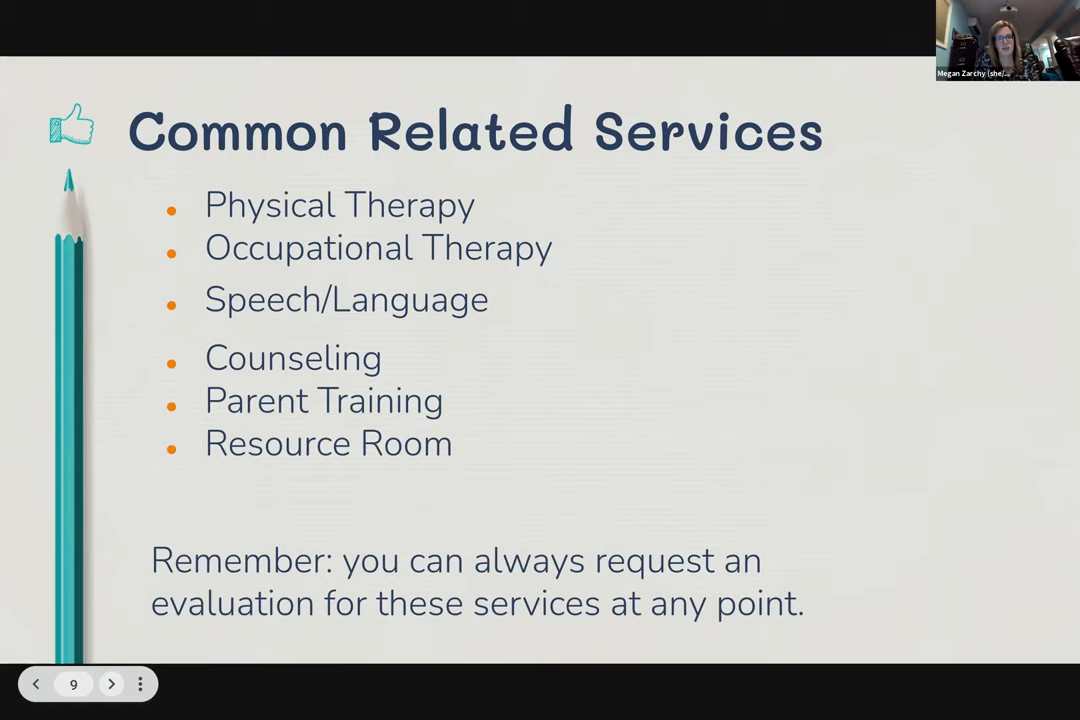 Megan Zarchy (she/...
Common Related Services
Physical Therapy
Occupational Therapy
Speech/Language
Counseling
Parent Training
Resource Room
Remember: you can always request an
evaluation for these services at any point.
9